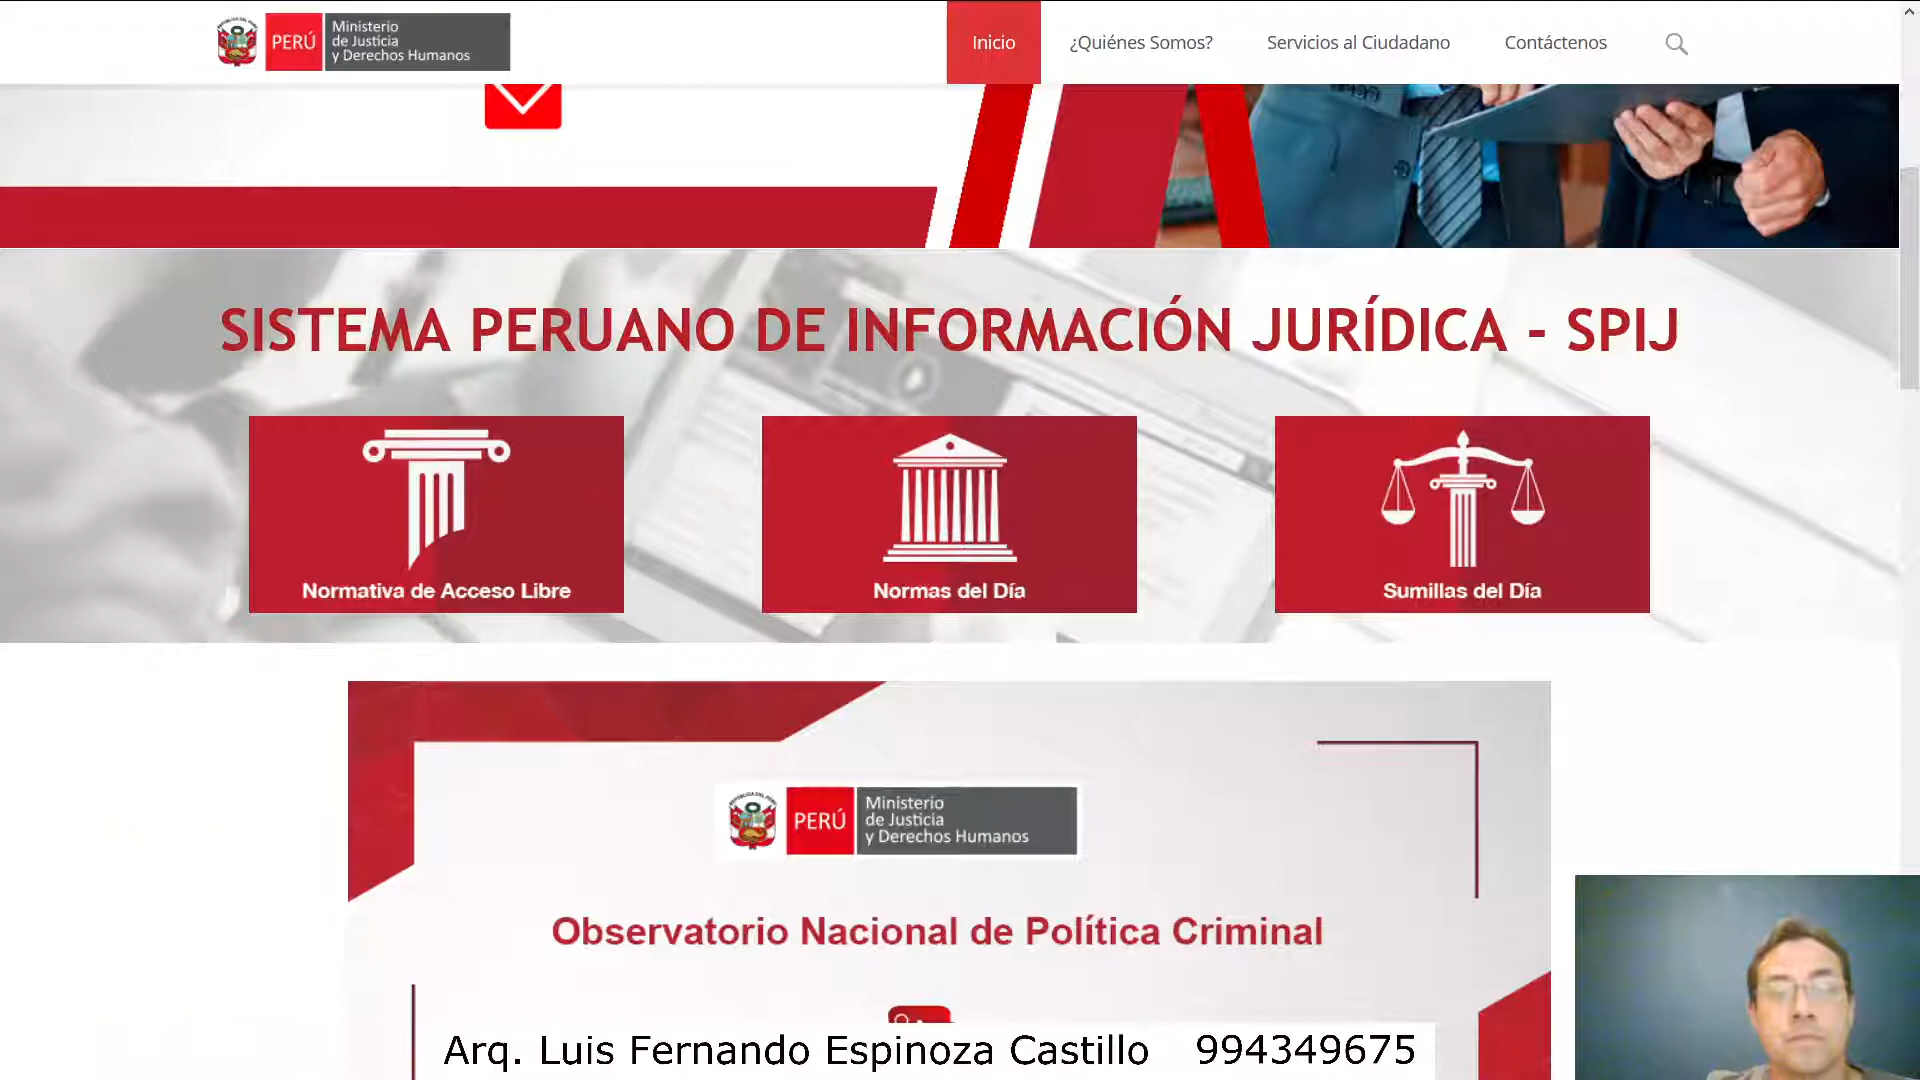 PERÚ
Ministerio
de Justicia
y Derechos Humanos
Inicio
¿Quiénes Somos?
Servicios al Ciudadano
Contáctenos
SISTEMA PERUANO DE INFORMACIÓN JURÍDICA - SPIJ
Normativa de Acceso Libre
Normas del Día
Sumillas del Día
PERÚ
Ministerio
de Justicia
y Derechos Humanos
Observatorio Nacional de Política Criminal
Arq. Luis Fernando Espinoza Castillo 994349675